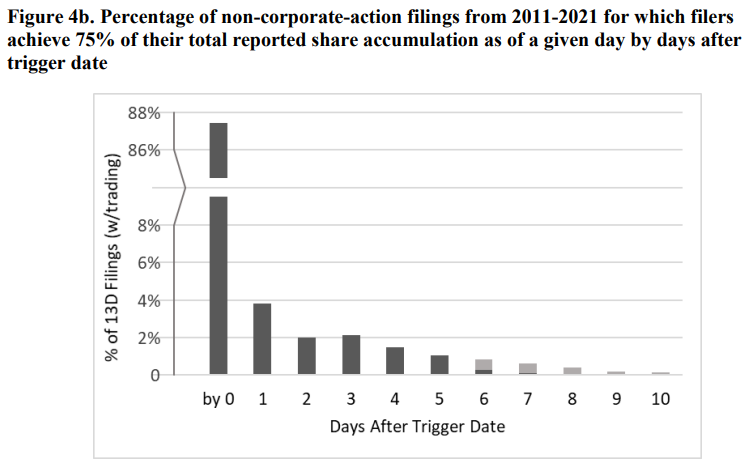 Figure 4b. Percentage of non-corporate-action filings from 2011-2021 for which filers
achieve 75% of their total reported share accumulation as of a given day by days after
trigger date
88%
86%
8%
6%
4%
2%
0
% of 13D Filings (w/trading)
by 0 1 2 3 4 5 6 7 8 9 10
Days After Trigger Date